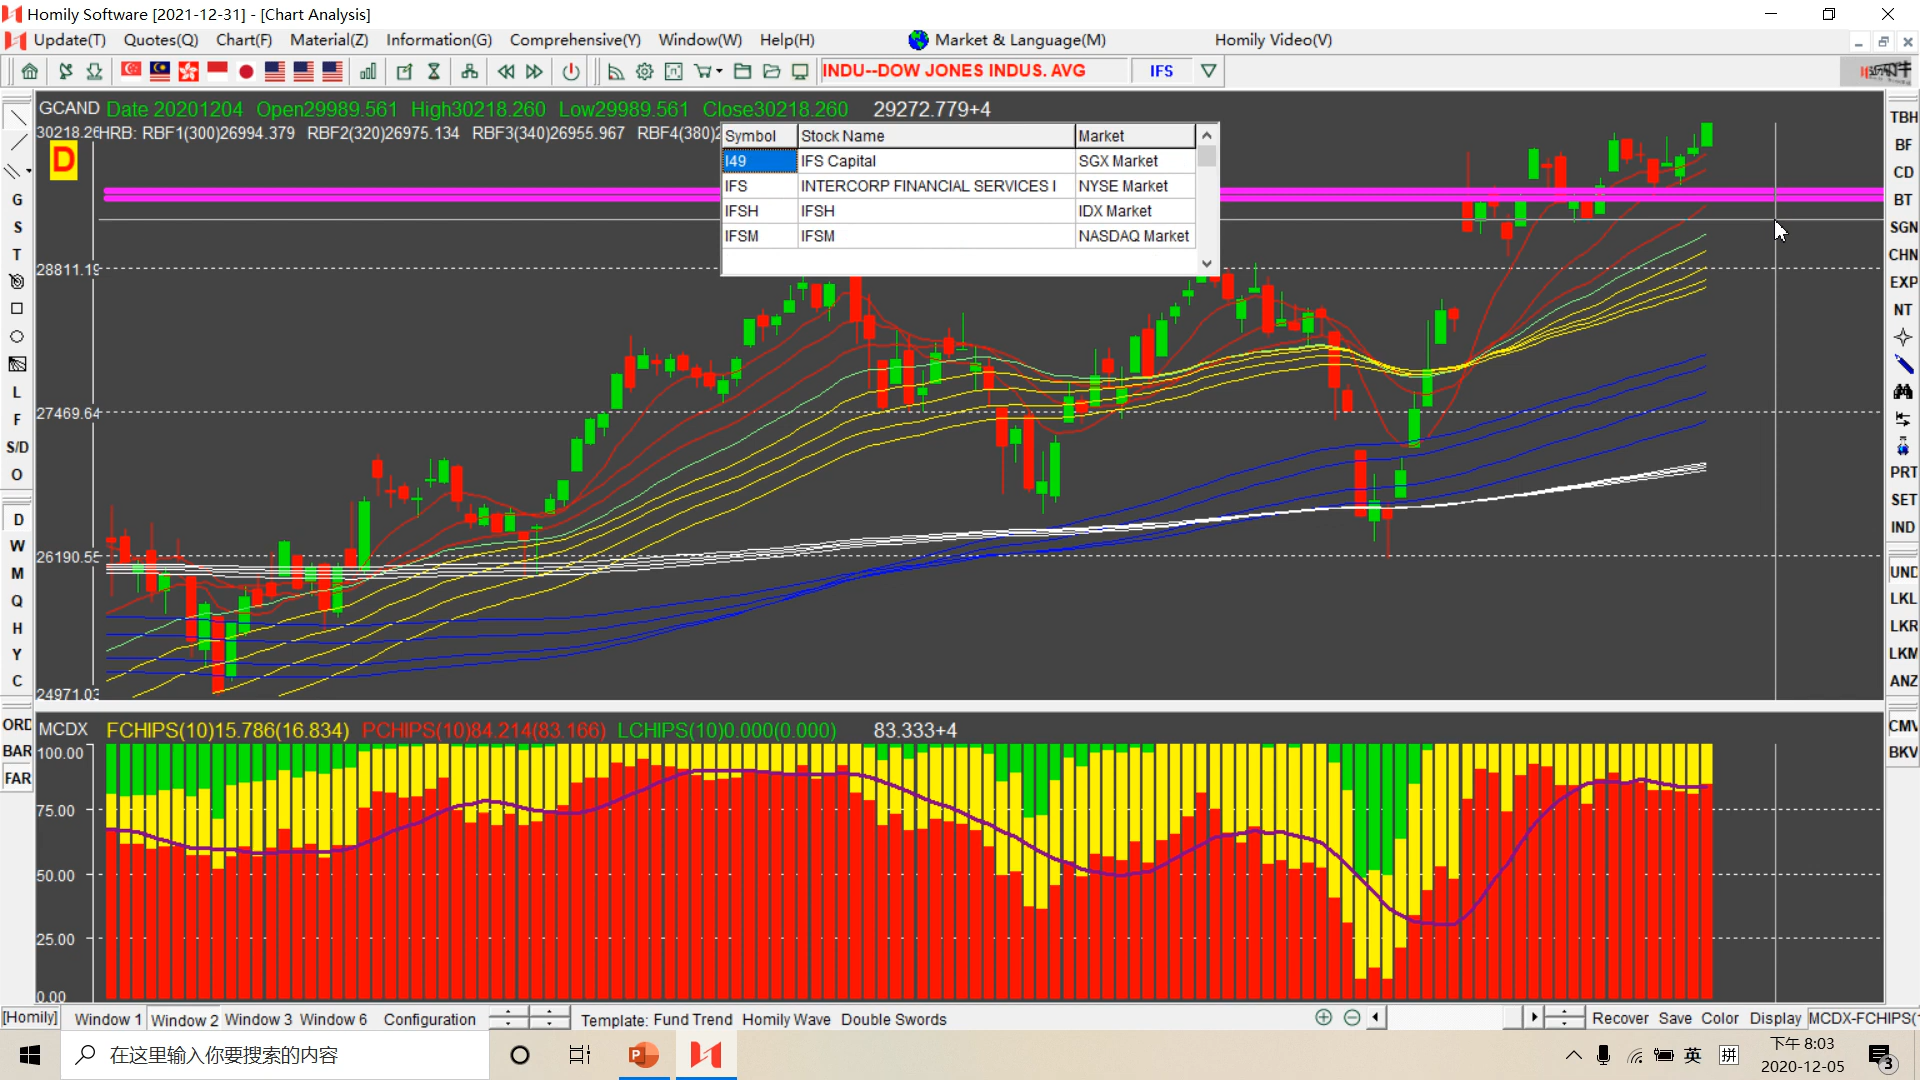 Homily Software [2021-12-31] - [Chart Analysis]
Update(T) Quotes(Q) Chart(F) Material(Z) Information(G) Comprehensive(Y) Window(W) Help(H) Market & Language(M) Homily Video(V)
INDU--DOW JONES INDUS. AVG IFS
GCAND Date 20201204 Open29989.561 High30218.260 Low29989.561 Close30218.260 29272.779+4
30218.26 HRB: RBF1(300)26994.379 RBF2(320)26975.134 RBF3(340)26955.967 RBF4(380)2
D
Symbol Stock Name Market
I49 IFS Capital SGX Market
IFS INTERCORP FINANCIAL SERVICES I NYSE Market
IFSH IFSH IDX Market
IFSM IFSM NASDAQ Market
28811.19
27469.64
26190.55
24971.03
G
S
T
L
F
S/D
O
D
W
M
Q
H
Y
C
ORD
BAR
FAR
TBH
BF
CD
BT
SGN
CHN
EXP
NT
PRT
SET
IND
UND
LKL
LKR
LKM
ANZ
CMV
BKV
MCDX FCHIPS(10)15.786(16.834) PCHIPS(10)84.214(83.166) LCHIPS(10)0.000(0.000) 83.333+4
100.00
75.00
50.00
25.00
0.00
[Homily] Window 1 Window 2 Window 3 Window 6 Configuration Template: Fund Trend Homily Wave Double Swords Recover Save Color Display MCDX-FCHIPS(
在这里输入你要搜索的内容
英 拼
下午 8:03
2020-12-05
3